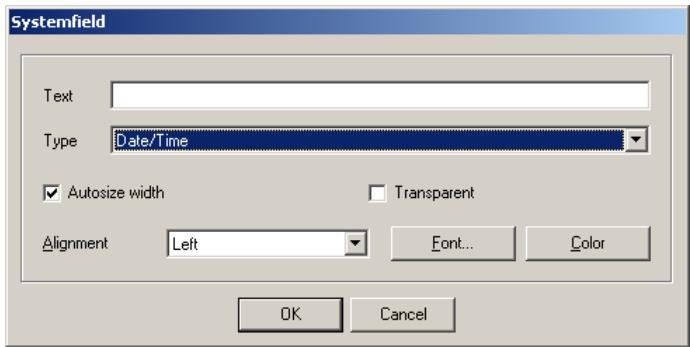 Systemfield
Text
Type Date/Time
Autosize width Transparent
Alignment Left Font... Color
OK Cancel